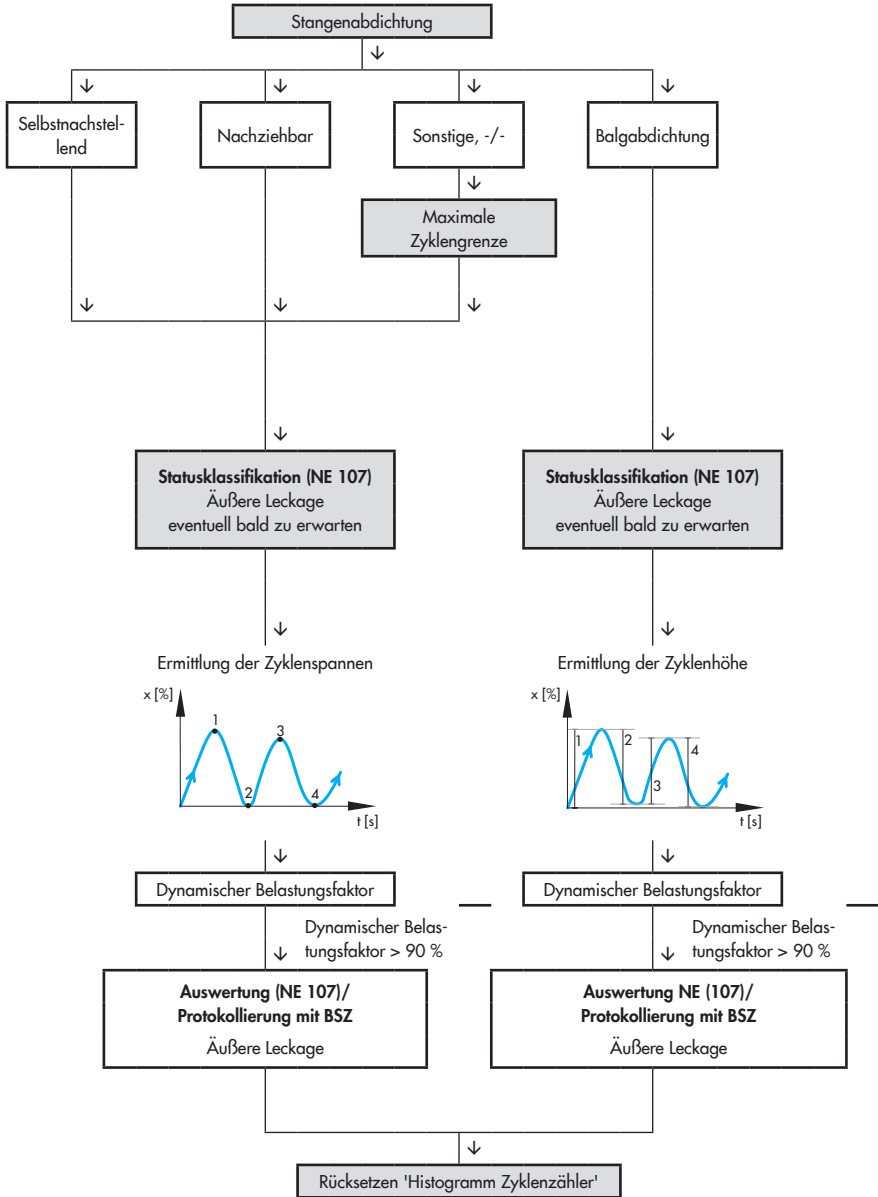 Stangenabdichtung
Selbstnachstel-
lend
Nachziehbar
Sonstige, -/-
Balgabdichtung
Maximale
Zyklengrenze
Statusklassifikation (NE 107)
Äußere Leckage
eventuell bald zu erwarten
Statusklassifikation (NE 107)
Äußere Leckage
eventuell bald zu erwarten
Ermittlung der Zyklenspannen
x [%]
1
3
2
4
t [s]
Ermittlung der Zyklenhöhe
x [%]
1
2
3
4
t [s]
Dynamischer Belastungsfaktor
Dynamischer Belastungsfaktor
Dynamischer Belas-
tungsfaktor > 90 %
Dynamischer Belas-
tungsfaktor > 90 %
Auswertung (NE 107)/
Protokollierung mit BSZ
Äußere Leckage
Auswertung NE (107)/
Protokollierung mit BSZ
Äußere Leckage
Rücksetzen 'Histogramm Zyklenzähler'